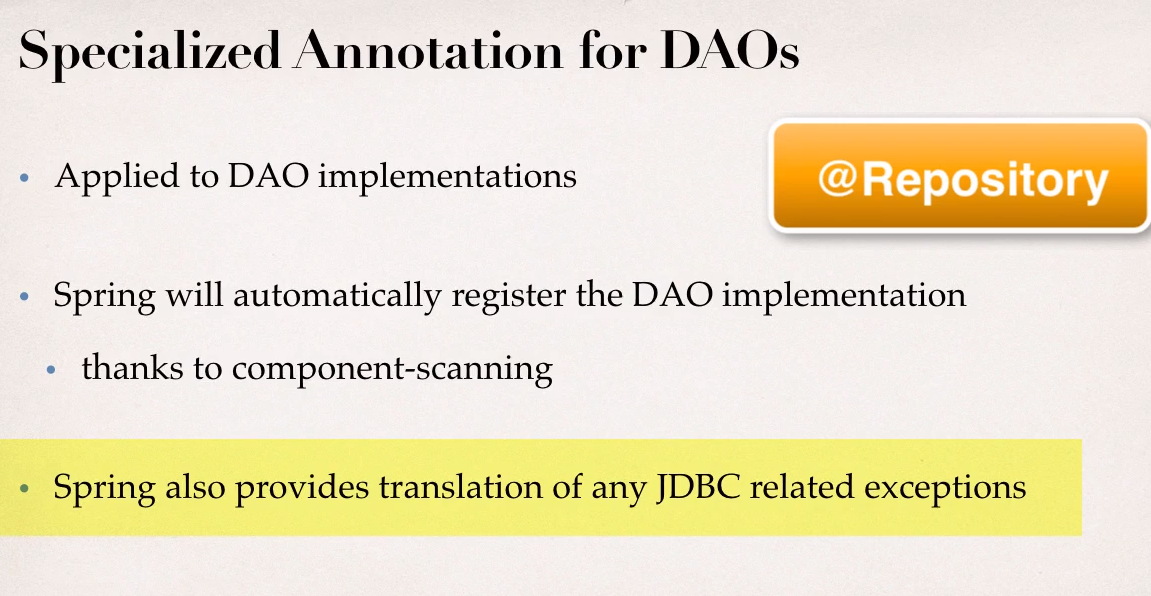 Specialized Annotation for DAOs
• Applied to DAO implementations
@Repository
• Spring will automatically register the DAO implementation
• thanks to component-scanning
• Spring also provides translation of any JDBC related exceptions